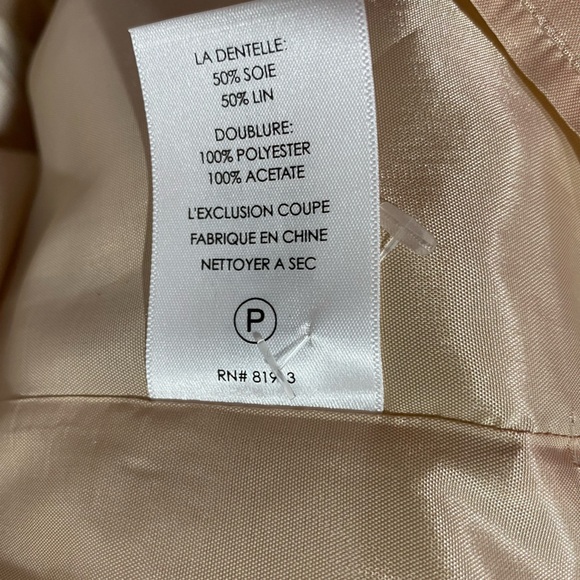 LA DENTELLE:
50% SOIE
50% LIN
DOUBLURE:
100% POLYESTER
100% ACETATE
L'EXCLUSION COUPE
FABRIQUE EN CHINE
NETTOYER A SEC
P
RN#